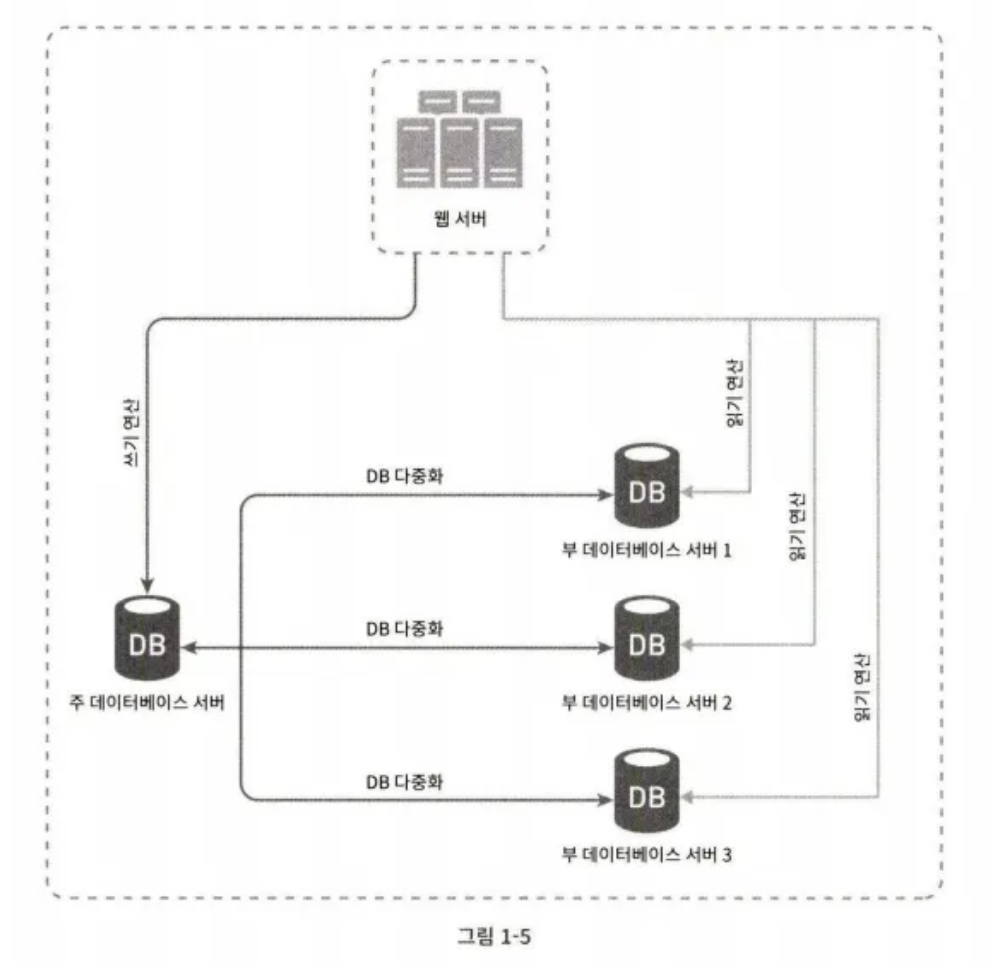 웹 서버
쓰기 연산
읽기 연산
DB 다중화
DB
부 데이터베이스 서버 1
읽기 연산
DB
주 데이터베이스 서버
DB 다중화
DB
부 데이터베이스 서버 2
읽기 연산
DB 다중화
DB
부 데이터베이스 서버 3
그림 1-5